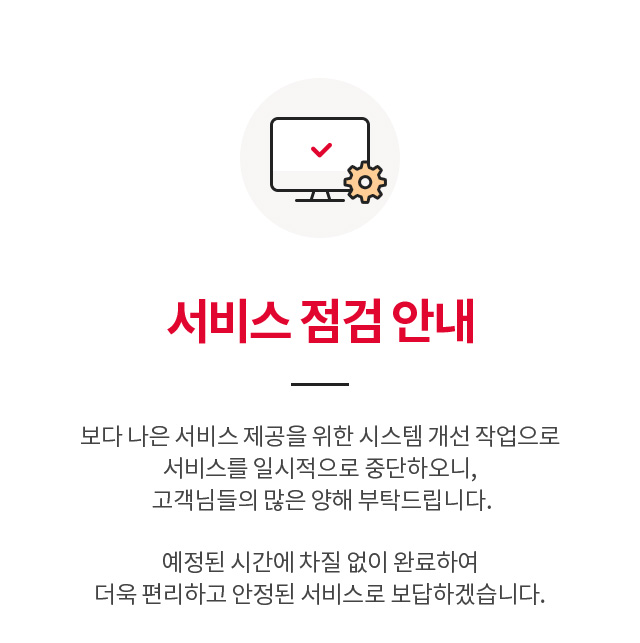 서비스 점검 안내
보다 나은 서비스 제공을 위한 시스템 개선 작업으로
서비스를 일시적으로 중단하오니,
고객님들의 많은 양해 부탁드립니다.
예정된 시간에 차질 없이 완료하여
더욱 편리하고 안정된 서비스로 보답하겠습니다.